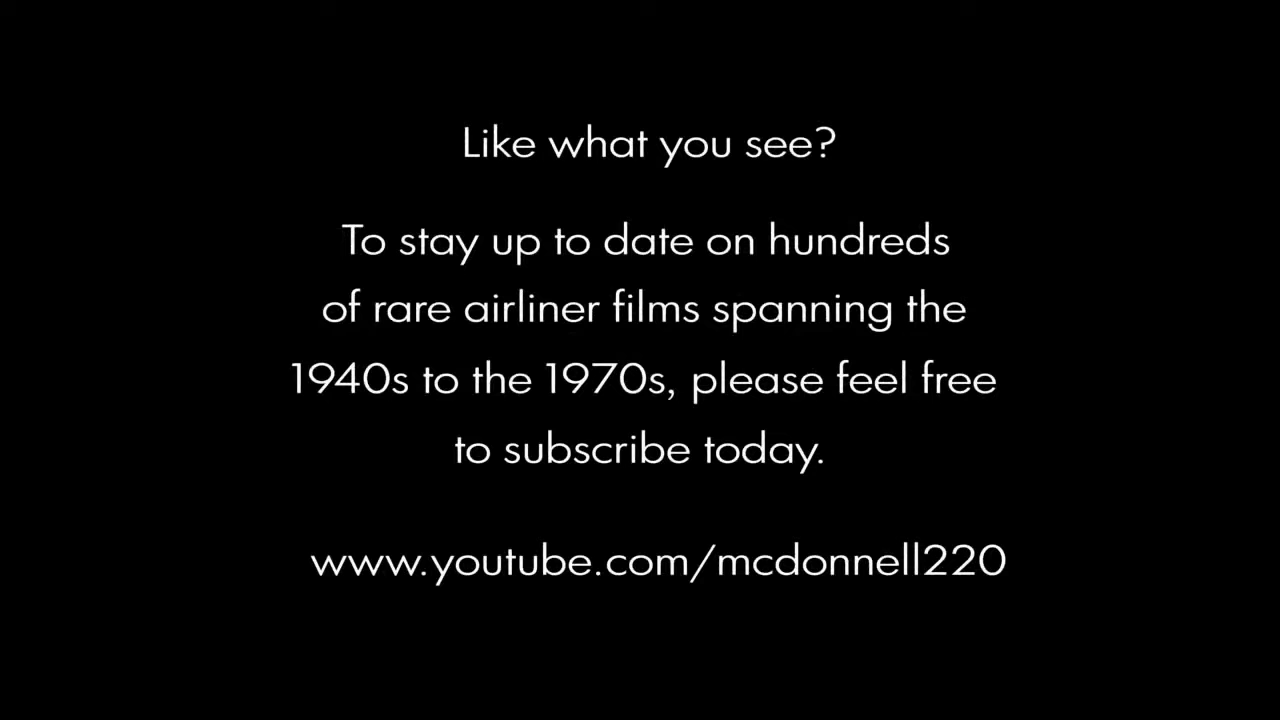 Like what you see?
To stay up to date on hundreds
of rare airliner films spanning the
1940s to the 1970s, please feel free
to subscribe today.
www.youtube.com/mcdonnell220